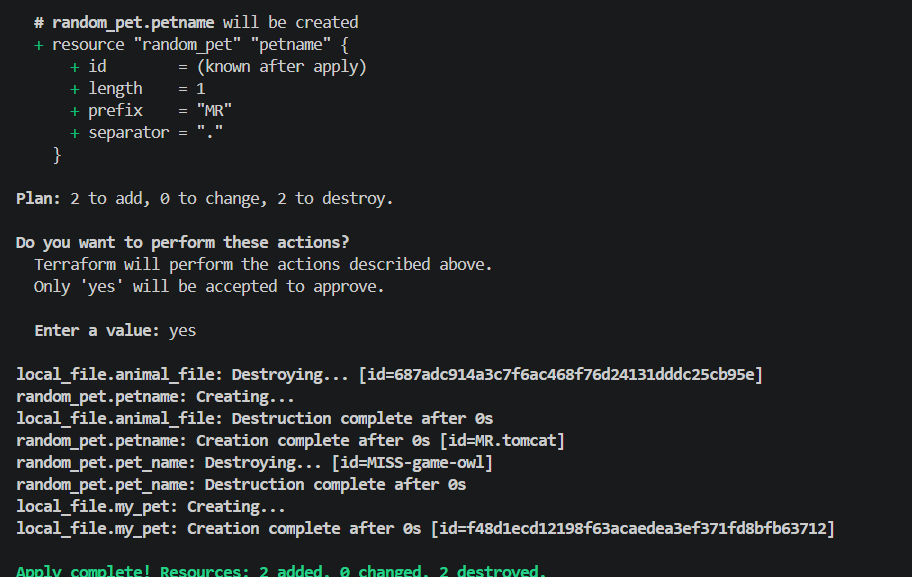 # random_pet.petname will be created
+ resource "random_pet" "petname" {
+ id        = (known after apply)
+ length    = 1
+ prefix    = "MR"
+ separator = "."
}
Plan: 2 to add, 0 to change, 2 to destroy.
Do you want to perform these actions?
Terraform will perform the actions described above.
Only 'yes' will be accepted to approve.
Enter a value: yes
local_file.animal_file: Destroying... [id=687adc914a3c7f6ac468f76d24131dddc25cb95e]
random_pet.petname: Creating...
local_file.animal_file: Destruction complete after 0s
random_pet.petname: Creation complete after 0s [id=MR.tomcat]
random_pet.pet_name: Destroying... [id=MISS-game-owl]
random_pet.pet_name: Destruction complete after 0s
local_file.my_pet: Creating...
local_file.my_pet: Creation complete after 0s [id=f48d1ecd12198f63acaedea3ef371fd8bfb63712]
Apply complete! Resources: 2 added, 0 changed, 2 destroyed.